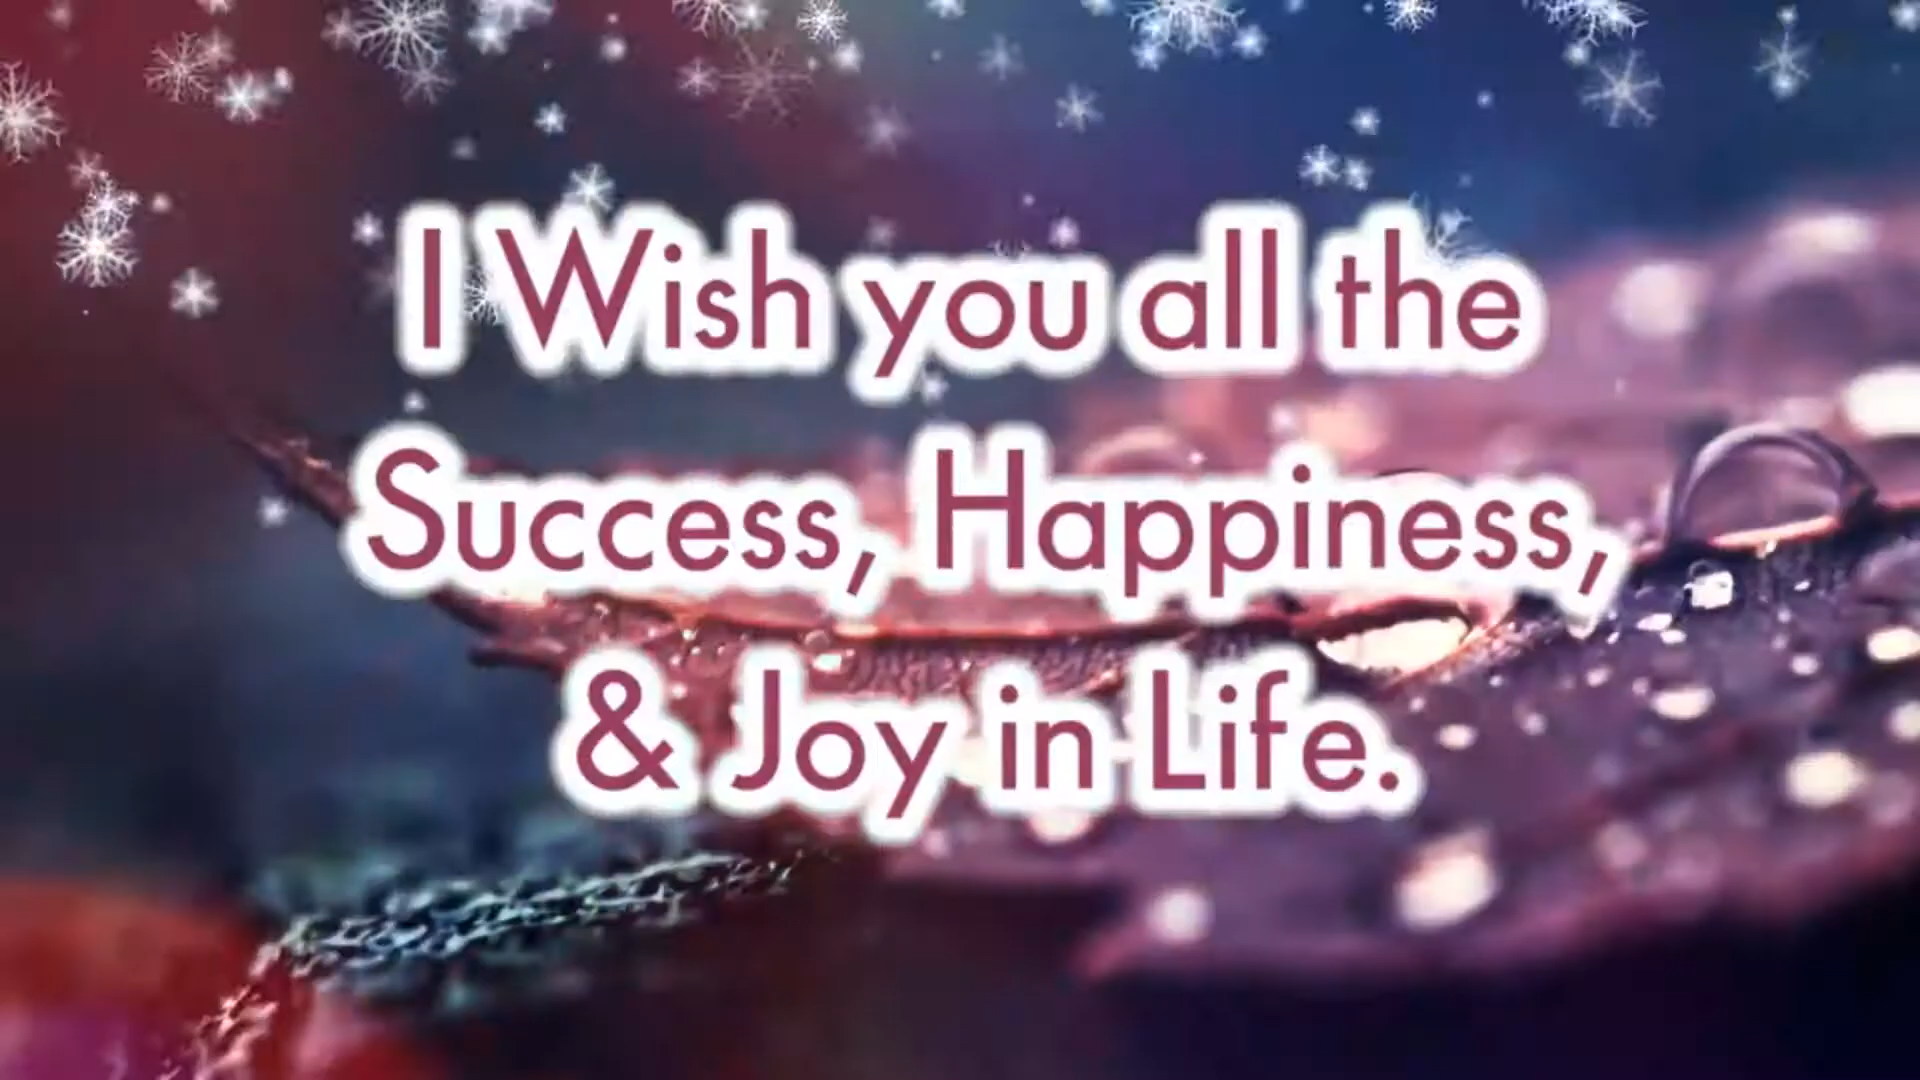 I Wish you all the
Success, Happiness,
& Joy in Life.